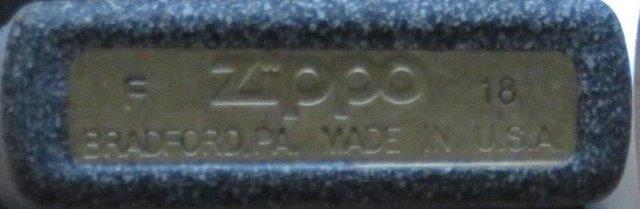 F Zippo 18
BRADFORD, PA. MADE IN U.S.A.